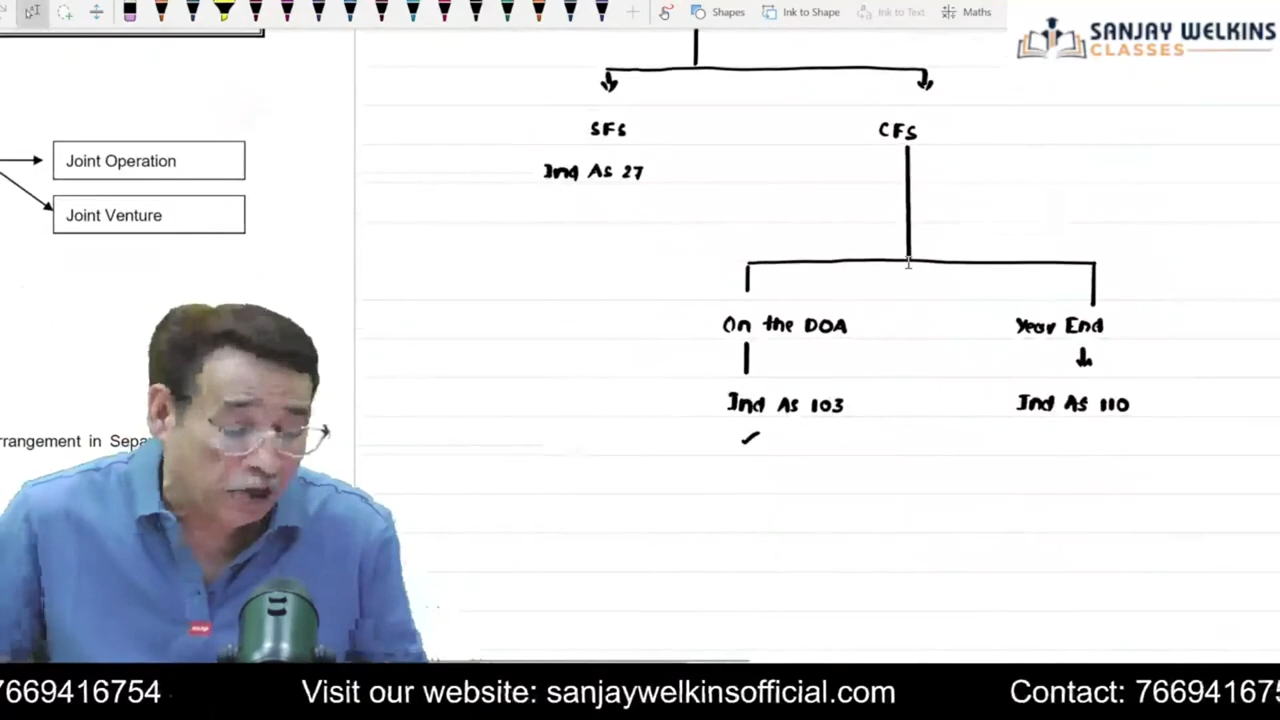 Shapes
Ink to Shape
Ink to Text
Maths
SANJAY WELKINS
CLASSES
SFS
CFS
Ind As 27
Joint Operation
Joint Venture
On the DOA
Year End
Ind As 103
Ind As 110
rrangement in
7669416754
Visit our website: sanjaywelkinsofficial.com
Contact: 766941675